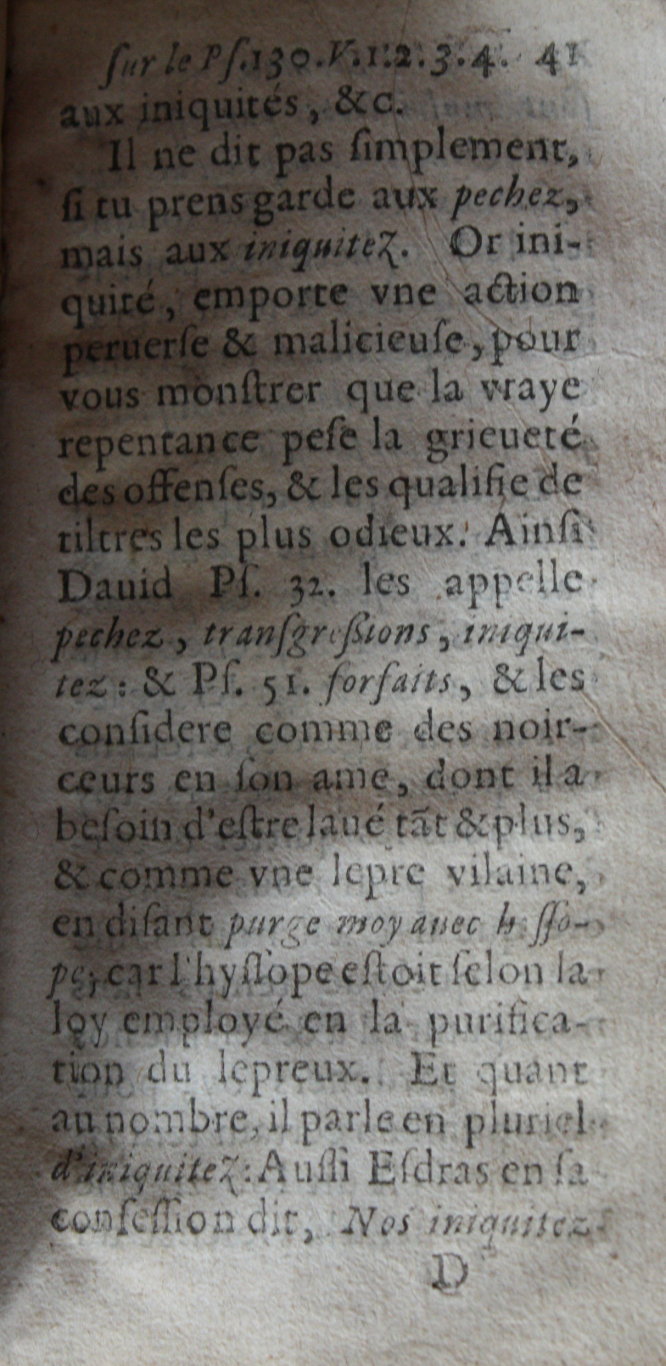 ſur le Pſ.130.V.1.2.3.4. 41
aux iniquités, &c.
Il ne dit pas ſimplement,
ſi tu prens garde aux pechez,
mais aux iniquitez. Or ini-
quité, emporte vne action
peruerſe & malicieuſe, pour
vous monſtrer que la vraye
repentance peſe la grieueté
des offenſes, & les qualifie de
tiltres les plus odieux. Ainſi
Dauid Pſ. 32. les appelle
pechez, tranſgreſſions, iniqui-
tez: & Pſ. 51. forfaits, & les
conſidere comme des noir-
ceurs en ſon ame, dont il a
beſoin d'eſtre laué tãt & plus,
& comme vne lepre vilaine,
en diſant purge moy auec hyſſo-
pe, car l'hyſſope eſtoit ſelon la
loy employé en la purifica-
tion du lepreux. Et quant
au nombre, il parle en pluriel
d'iniquitez: Auſſi Eſdras en ſa
confeſſion dit, Nos iniquitez
D